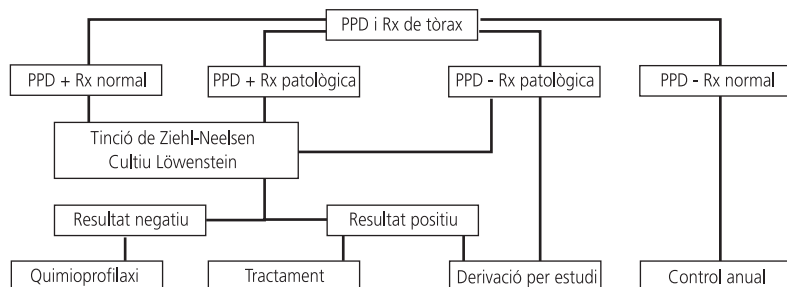 PPD i Rx de tòrax
PPD + Rx normal
PPD + Rx patològica
PPD - Rx patològica
PPD - Rx normal
Tinció de Ziehl-Neelsen
Cultiu Löwenstein
Resultat negatiu
Resultat positiu
Quimioprofilaxi
Tractament
Derivació per estudi
Control anual